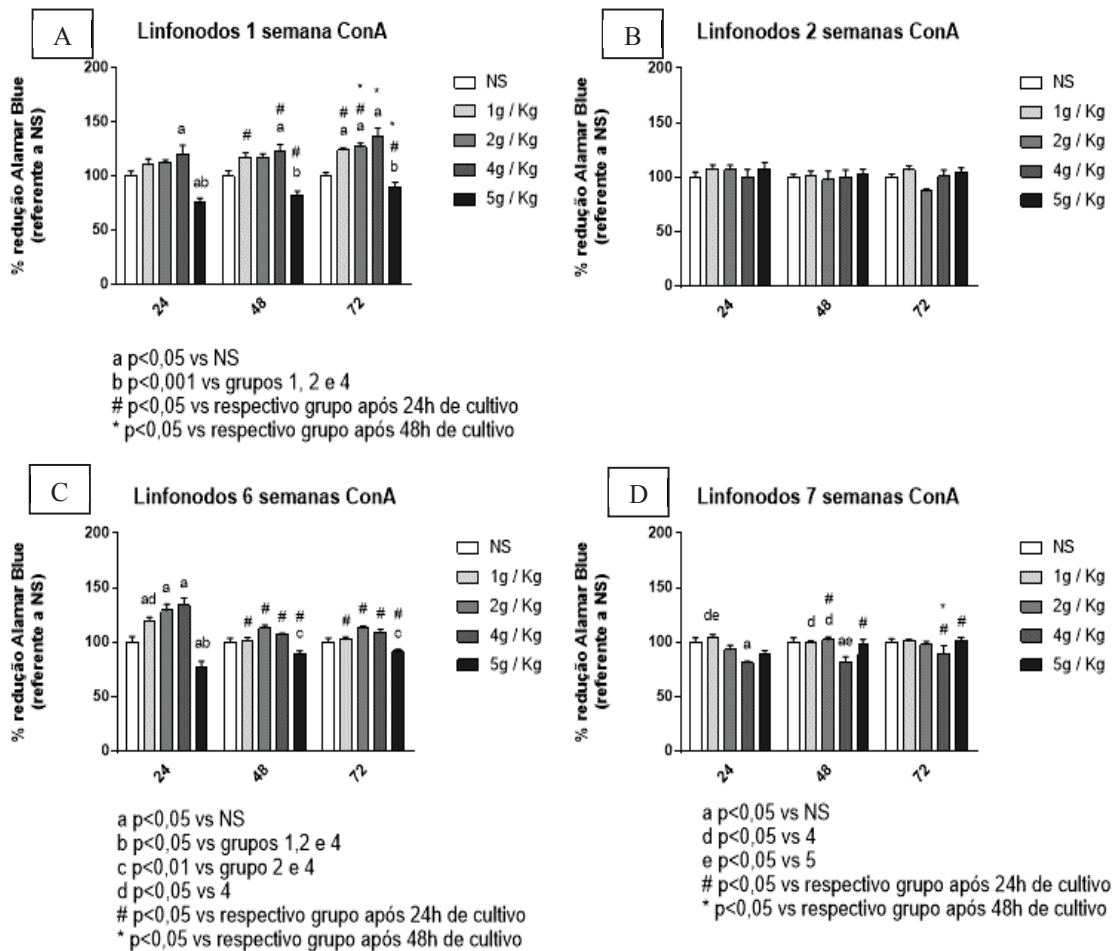 A
Linfonodos 1 semana ConA
% redução Alamar Blue
(referente a NS)
200
150
100
50
0
a
ab
#
#
a
#
b
#
a
*
#
a
*
a
*
#
b
24
48
72
NS
1g / Kg
2g / Kg
4g / Kg
5g / Kg
a p<0,05 vs NS
b p<0,001 vs grupos 1, 2 e 4
# p<0,05 vs respectivo grupo após 24h de cultivo
* p<0,05 vs respectivo grupo após 48h de cultivo
B
Linfonodos 2 semanas ConA
% redução Alamar Blue
(referente a NS)
200
150
100
50
0
24
48
72
NS
1g / Kg
2g / Kg
4g / Kg
5g / Kg
C
Linfonodos 6 semanas ConA
% redução Alamar Blue
(referente a NS)
200
150
100
50
0
ad
a
a
ab
#
#
#
#
c
#
#
#
#
c
24
48
72
NS
1g / Kg
2g / Kg
4g / Kg
5g / Kg
a p<0,05 vs NS
b p<0,05 vs grupos 1,2 e 4
c p<0,01 vs grupo 2 e 4
d p<0,05 vs 4
# p<0,05 vs respectivo grupo após 24h de cultivo
* p<0,05 vs respectivo grupo após 48h de cultivo
D
Linfonodos 7 semanas ConA
% redução Alamar Blue
(referente a NS)
200
150
100
50
0
de
a
d
#
d
ae
#
*
#
#
24
48
72
NS
1g / Kg
2g / Kg
4g / Kg
5g / Kg
a p<0,05 vs NS
d p<0,05 vs 4
e p<0,05 vs 5
# p<0,05 vs respectivo grupo após 24h de cultivo
* p<0,05 vs respectivo grupo após 48h de cultivo